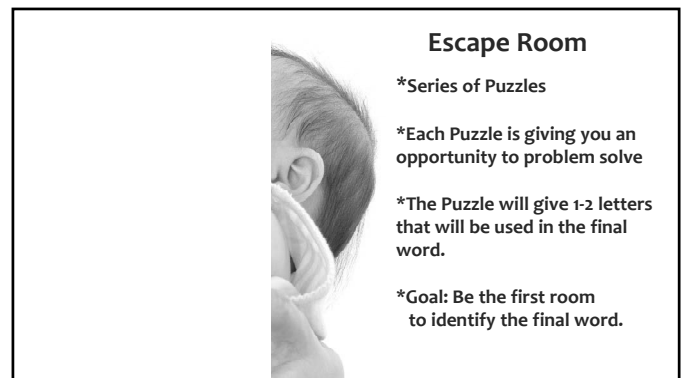 Escape Room
*Series of Puzzles
*Each Puzzle is giving you an
opportunity to problem solve
*The Puzzle will give 1-2 letters
that will be used in the final
word.
*Goal: Be the first room
to identify the final word.